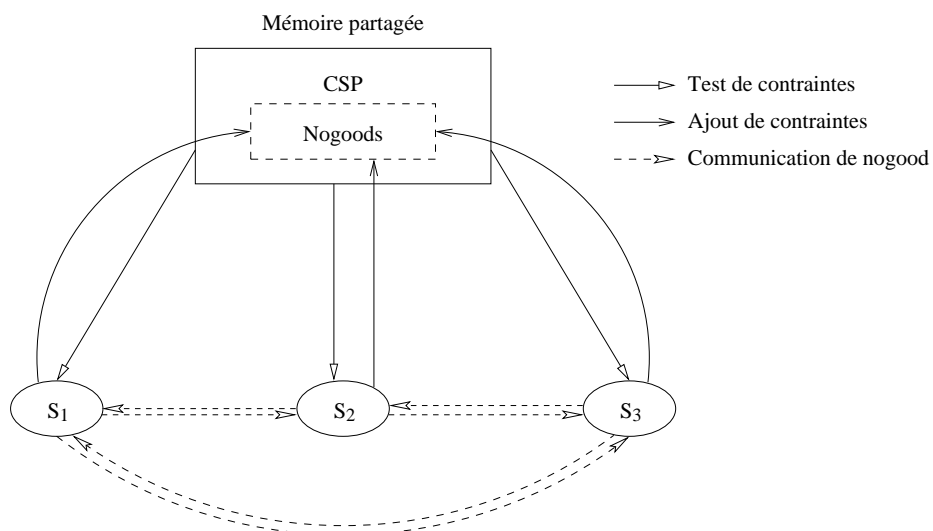 Mémoire partagée
CSP
Nogoods
Test de contraintes
Ajout de contraintes
Communication de nogood
S1
S2
S3